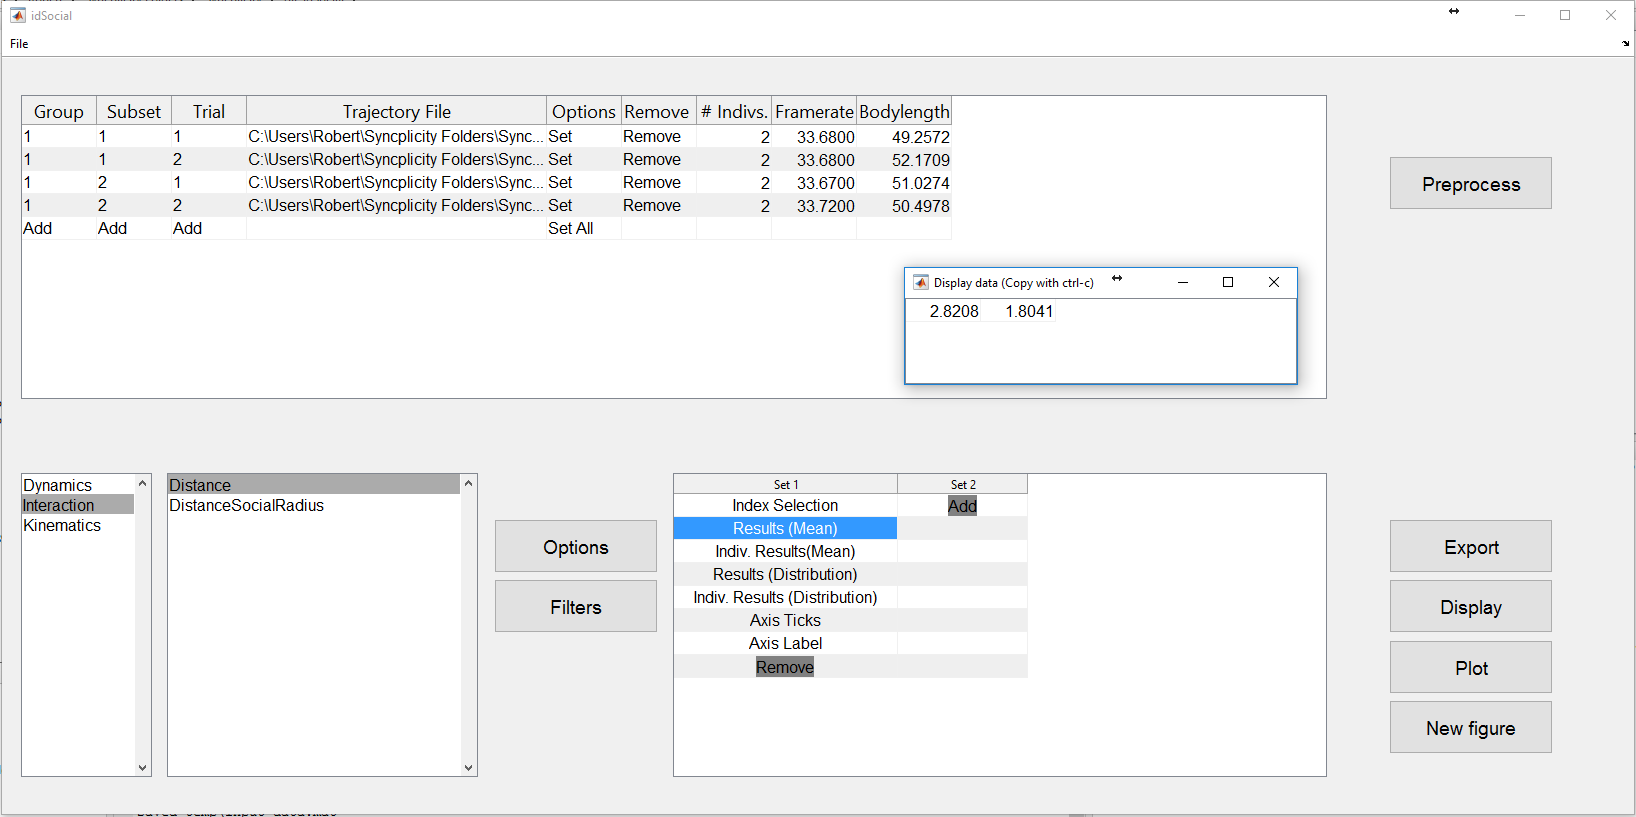 idSocial
File
Group Subset Trial Trajectory File Options Remove # Indivs. Framerate Bodylength
1 1 1 C:\Users\Robert\Syncplicity Folders\Sync... Set Remove 2 33.6800 49.2572
1 1 2 C:\Users\Robert\Syncplicity Folders\Sync... Set Remove 2 33.6800 52.1709
1 2 1 C:\Users\Robert\Syncplicity Folders\Sync... Set Remove 2 33.6700 51.0274
1 2 2 C:\Users\Robert\Syncplicity Folders\Sync... Set Remove 2 33.7200 50.4978
Add Add Add Set All
Preprocess
Display data (Copy with ctrl-c)
2.8208 1.8041
Dynamics
Interaction
Kinematics
Distance
DistanceSocialRadius
Options
Filters
Set 1 Set 2
Index Selection Add
Results (Mean)
Indiv. Results(Mean)
Results (Distribution)
Indiv. Results (Distribution)
Axis Ticks
Axis Label
Remove
Export
Display
Plot
New figure